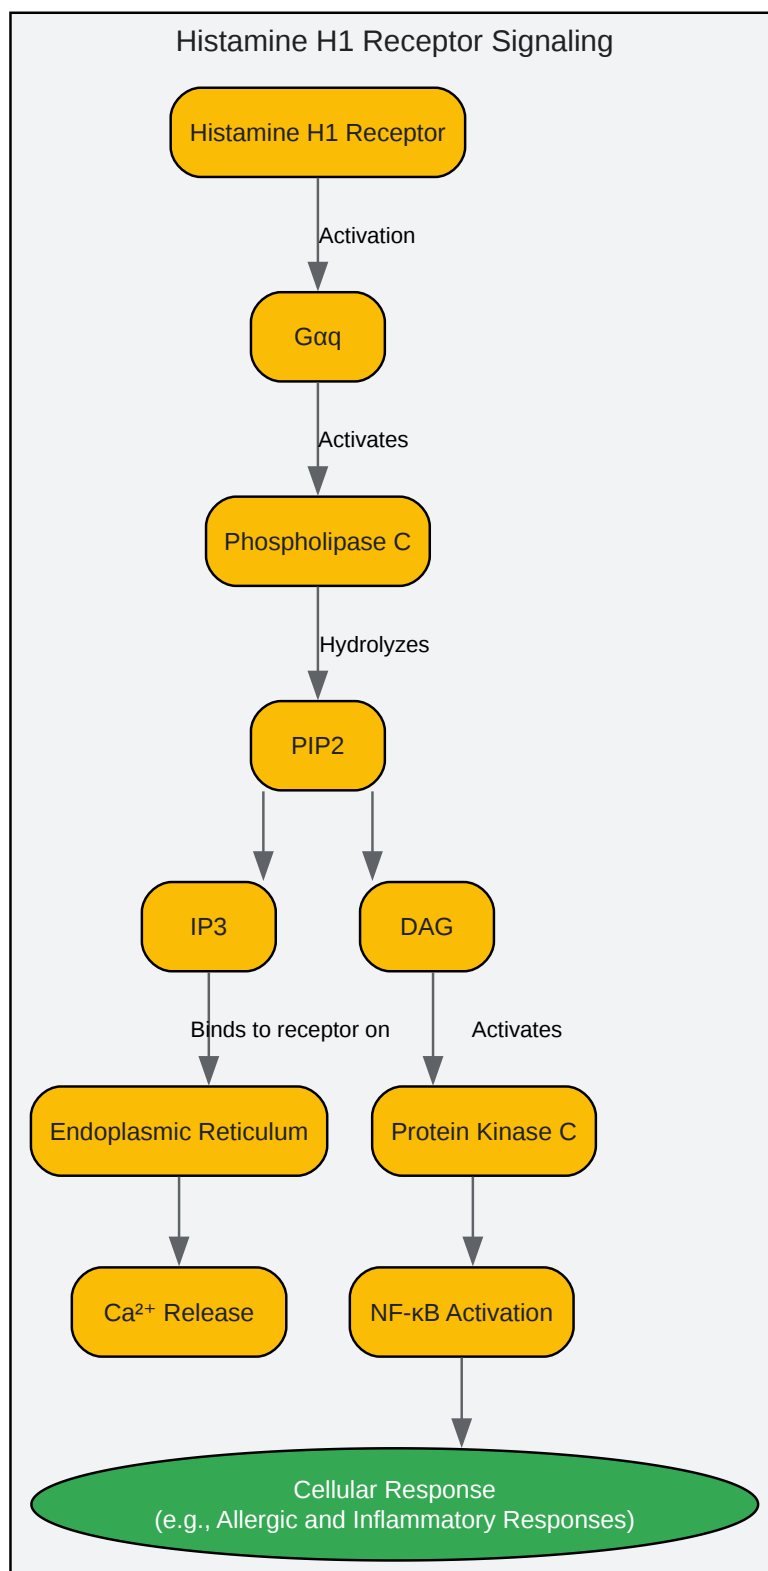 Histamine H1 Receptor Signaling
Histamine H1 Receptor
Activation
Gαq
Activates
Phospholipase C
Hydrolyzes
PIP2
IP3
DAG
Binds to receptor on
Activates
Endoplasmic Reticulum
Protein Kinase C
Ca²⁺ Release
NF-κB Activation
Cellular Response
(e.g., Allergic and Inflammatory Responses)